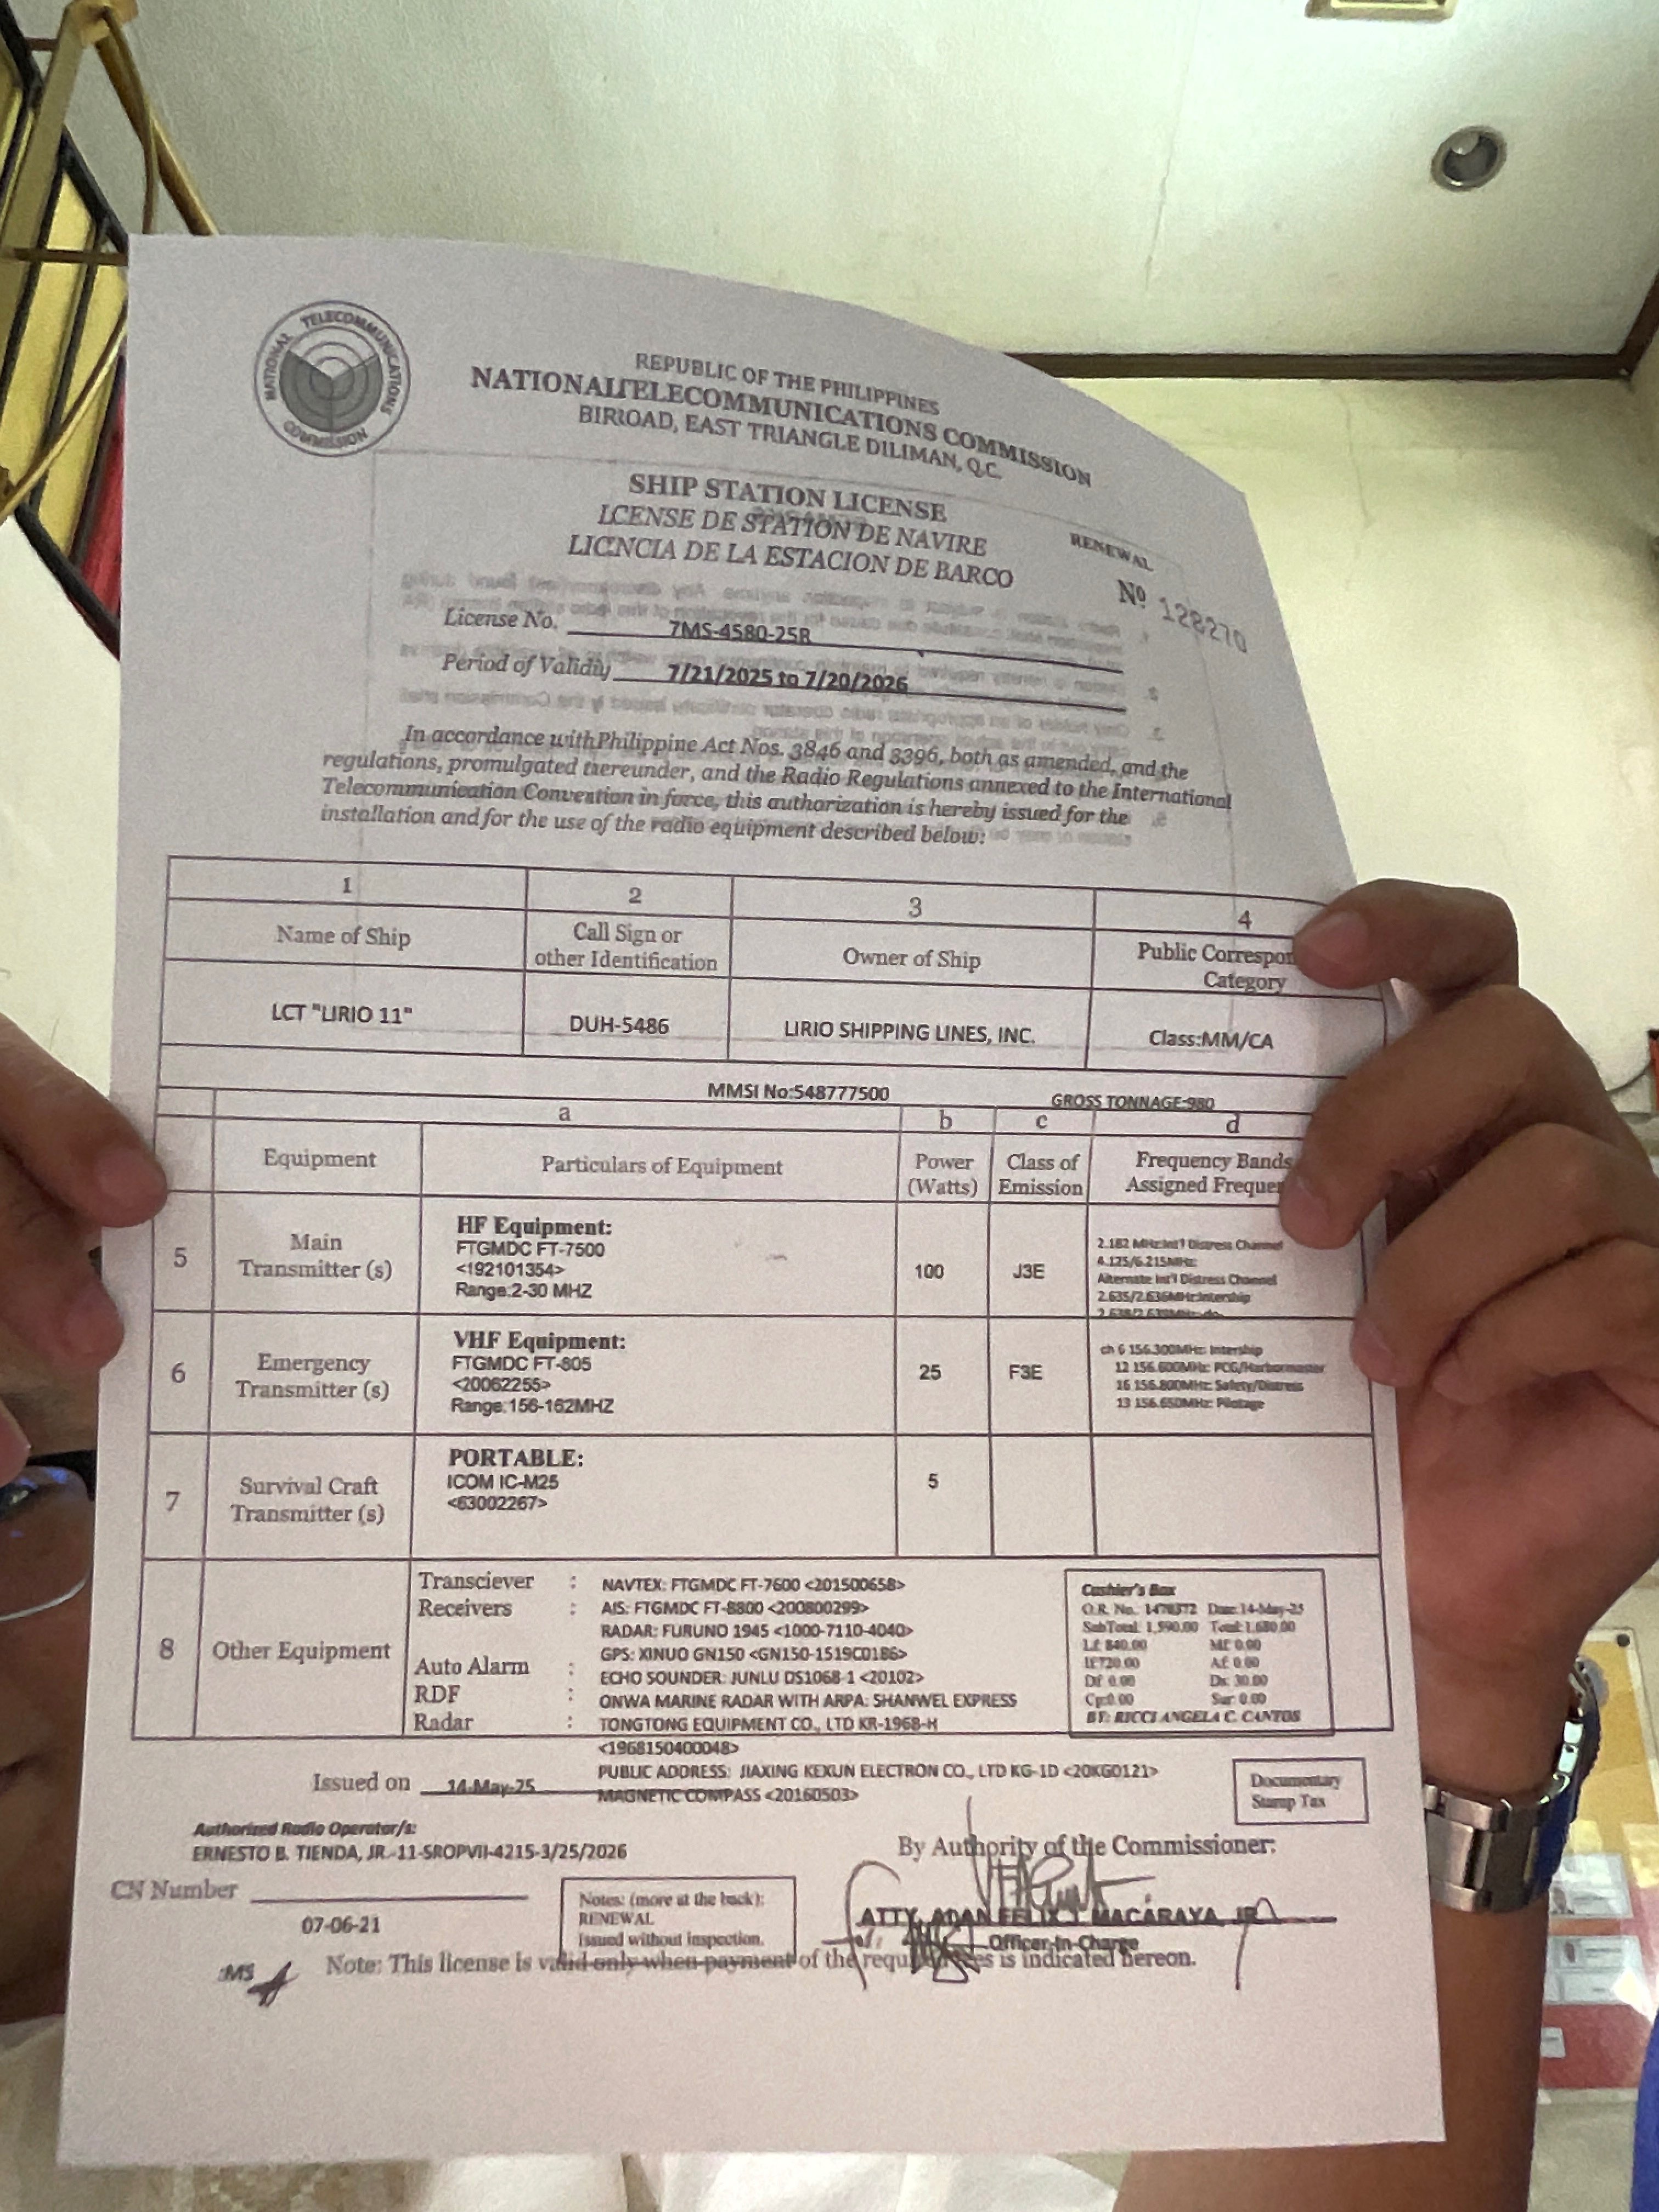 NATIONAL TELECOMMUNICATIONS COMMISSION
REPUBLIC OF THE PHILIPPINES
NATIONALTELECOMMUNICATIONS COMMISSION
BIR ROAD, EAST TRIANGLE DILIMAN, Q.C.
SHIP STATION LICENSE
LCENSE DE STATION DE NAVIRE
LICENCIA DE LA ESTACION DE BARCO
RENEWAL
Nº 128270
License No. 7MS-4580-25R
Period of Validiy 7/21/2025 to 7/20/2026
In accordance with Philippine Act Nos. 3846 and 3396, both as amended, and the
regulations, promulgated thereunder, and the Radio Regulations annexed to the International
Telecommunication Convention in force, this authorization is hereby issued for the
installation and for the use of the radio equipment described below:
1 2 3 4
Name of Ship Call Sign or other Identification Owner of Ship Public Correspon Category
LCT "LIRIO 11" DUH-5486 LIRIO SHIPPING LINES, INC. Class:MM/CA
MMSI No:548777500 GROSS TONNAGE:980
a b c d
Equipment Particulars of Equipment Power (Watts) Class of Emission Frequency Bands Assigned Frequen
5 Main Transmitter (s)
HF Equipment:
FTGMDC FT-7500
<192101354>
Range:2-30 MHZ
100 J3E
2.182 MHz:Int'l Distress Channel
4.125/6.215MHz:
Alternate Int'l Distress Channel
2.635/2.636MHz:Intership
2.638/2.639MHz:-do-
6 Emergency Transmitter (s)
VHF Equipment:
FTGMDC FT-805
<20062255>
Range:156-162MHZ
25 F3E
ch 6 156.300MHz: Intership
12 156.600MHz: PCG/Harbormaster
16 156.800MHz: Safety/Distress
13 156.650MHz: Pilotage
7 Survival Craft Transmitter (s)
PORTABLE:
ICOM IC-M25
<63002267>
5
8 Other Equipment
Transciever : NAVTEX: FTGMDC FT-7600 <201500658>
Receivers : AIS: FTGMDC FT-8800 <200800299>
RADAR: FURUNO 1945 <1000-7110-4040>
GPS: XINUO GN150 <GN150-1519C01B6>
Auto Alarm : ECHO SOUNDER: JUNLU DS1068-1 <20102>
RDF : ONWA MARINE RADAR WITH ARPA: SHANWEL EXPRESS
Radar : TONGTONG EQUIPMENT CO., LTD KR-1968-H
<1968150400048>
PUBLIC ADDRESS: JIAXING KEXUN ELECTRON CO., LTD KG-1D <20KG0121>
MAGNETIC COMPASS <20160503>
Cashier's Box
O.R. No.: 1478372 Date:14-May-25
SubTotal: 1,590.00 Total:1,680.00
Lf: 840.00 Mf: 0.00
If:720.00 Af: 0.00
Df: 0.00 Ds: 30.00
Cp:0.00 Sur: 0.00
BY: RICCI ANGELA C. CANTOS
Issued on 14-May-25
Documentary
Stamp Tax
Authorized Radio Operator/s:
ERNESTO B. TIENDA, JR.-11-SROPVII-4215-3/25/2026
By Authority of the Commissioner:
CN Number
07-06-21
Notes: (more at the back):
RENEWAL
Issued without inspection.
ATTY. ADAN FELIX J. MACARAYA, JR
Officer-In-Charge
:MS
Note: This license is valid only when payment of the required fees is indicated hereon.